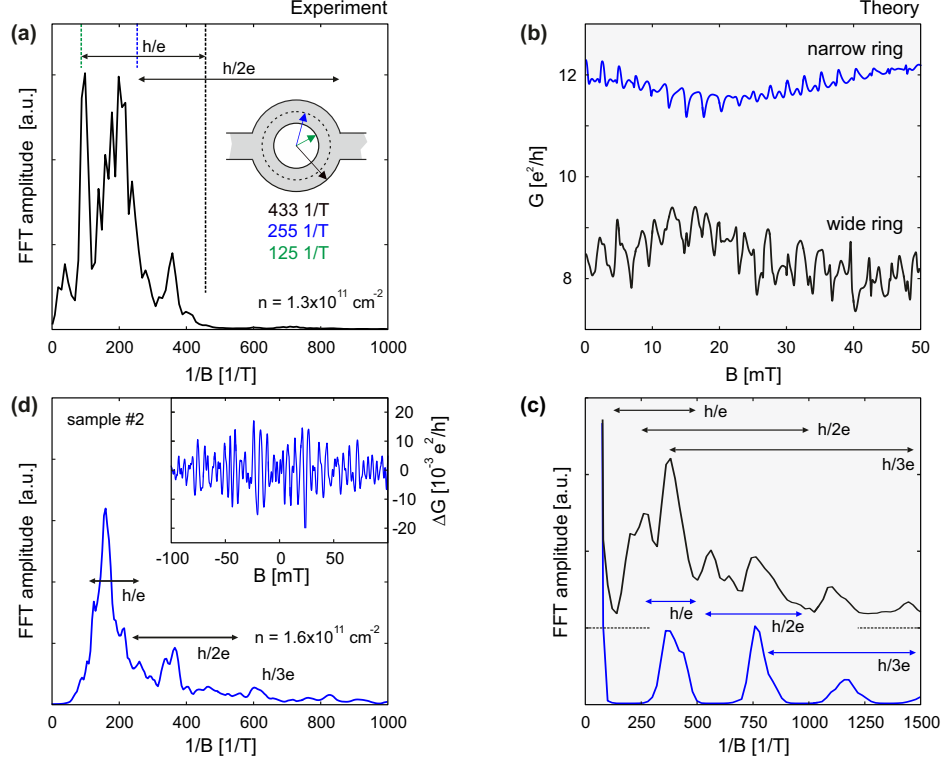 Experiment
Theory
(a)
h/e
h/2e
433 1/T
255 1/T
125 1/T
n = 1.3x10^11 cm^-2
FFT amplitude [a.u.]
0 200 400 600 800 1000
1/B [1/T]
(b)
narrow ring
wide ring
G [e^2/h]
12
10
8
0 10 20 30 40 50
B [mT]
(d)
sample #2
20
10
0
-10
-20
ΔG [10^-3 e^2/h]
-100 -50 0 50
B [mT]
h/e
h/2e
h/3e
n = 1.6x10^11 cm^-2
FFT amplitude [a.u.]
0 200 400 600 800 1000
1/B [1/T]
(c)
h/e
h/2e
h/3e
h/e
h/2e
h/3e
FFT amplitude [a.u.]
0 250 500 750 1000 1250 1500
1/B [1/T]